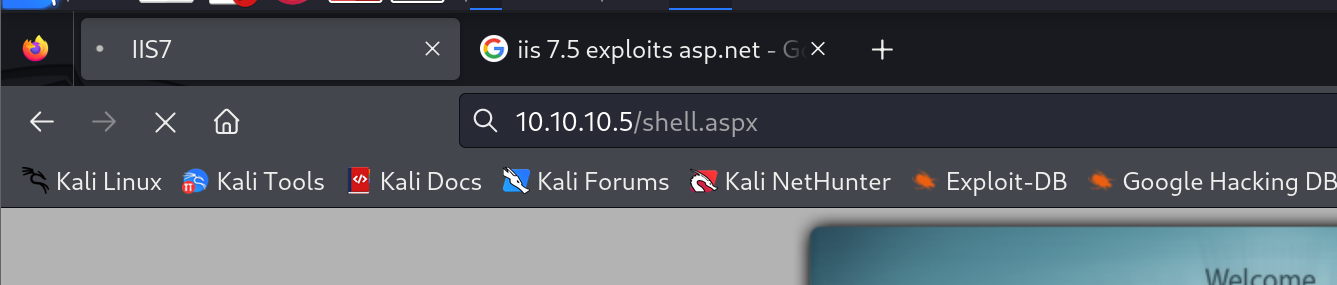 IIS7
iis 7.5 exploits asp.net - Go
10.10.10.5/shell.aspx
Kali Linux Kali Tools Kali Docs Kali Forums Kali NetHunter Exploit-DB Google Hacking DB
Welcome